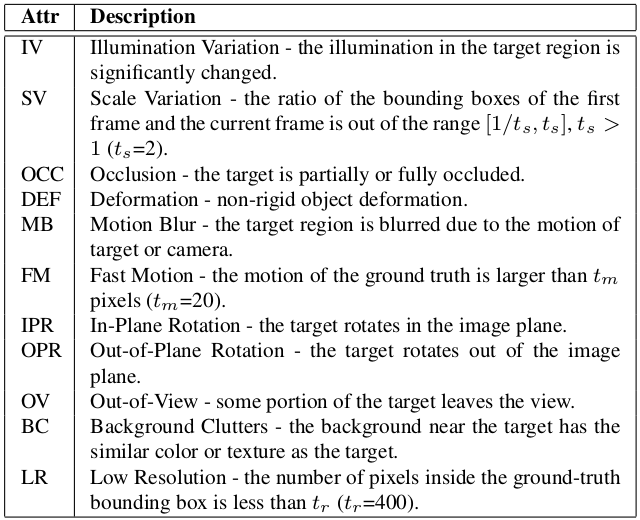 Attr Description
IV Illumination Variation - the illumination in the target region is
significantly changed.
SV Scale Variation - the ratio of the bounding boxes of the first
frame and the current frame is out of the range [1/t_s, t_s], t_s >
1 (t_s=2).
OCC Occlusion - the target is partially or fully occluded.
DEF Deformation - non-rigid object deformation.
MB Motion Blur - the target region is blurred due to the motion of
target or camera.
FM Fast Motion - the motion of the ground truth is larger than t_m
pixels (t_m=20).
IPR In-Plane Rotation - the target rotates in the image plane.
OPR Out-of-Plane Rotation - the target rotates out of the image
plane.
OV Out-of-View - some portion of the target leaves the view.
BC Background Clutters - the background near the target has the
similar color or texture as the target.
LR Low Resolution - the number of pixels inside the ground-truth
bounding box is less than t_r (t_r=400).